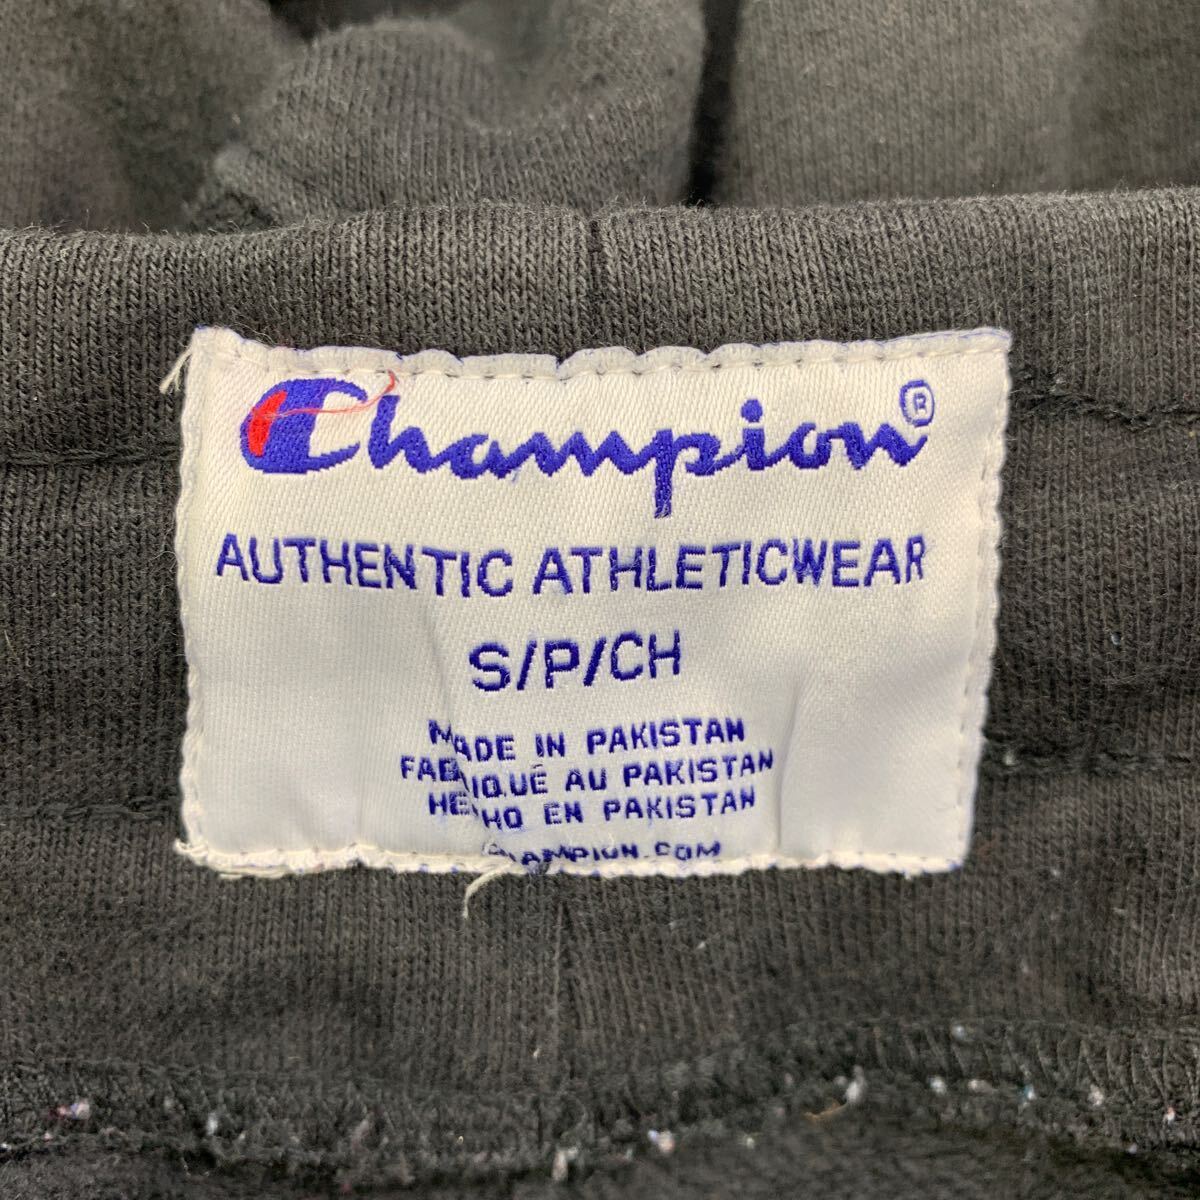 Champion®
AUTHENTIC ATHLETICWEAR
S/P/CH
MADE IN PAKISTAN
FABRIQUÉ AU PAKISTAN
HECHO EN PAKISTAN
CHAMPION.COM